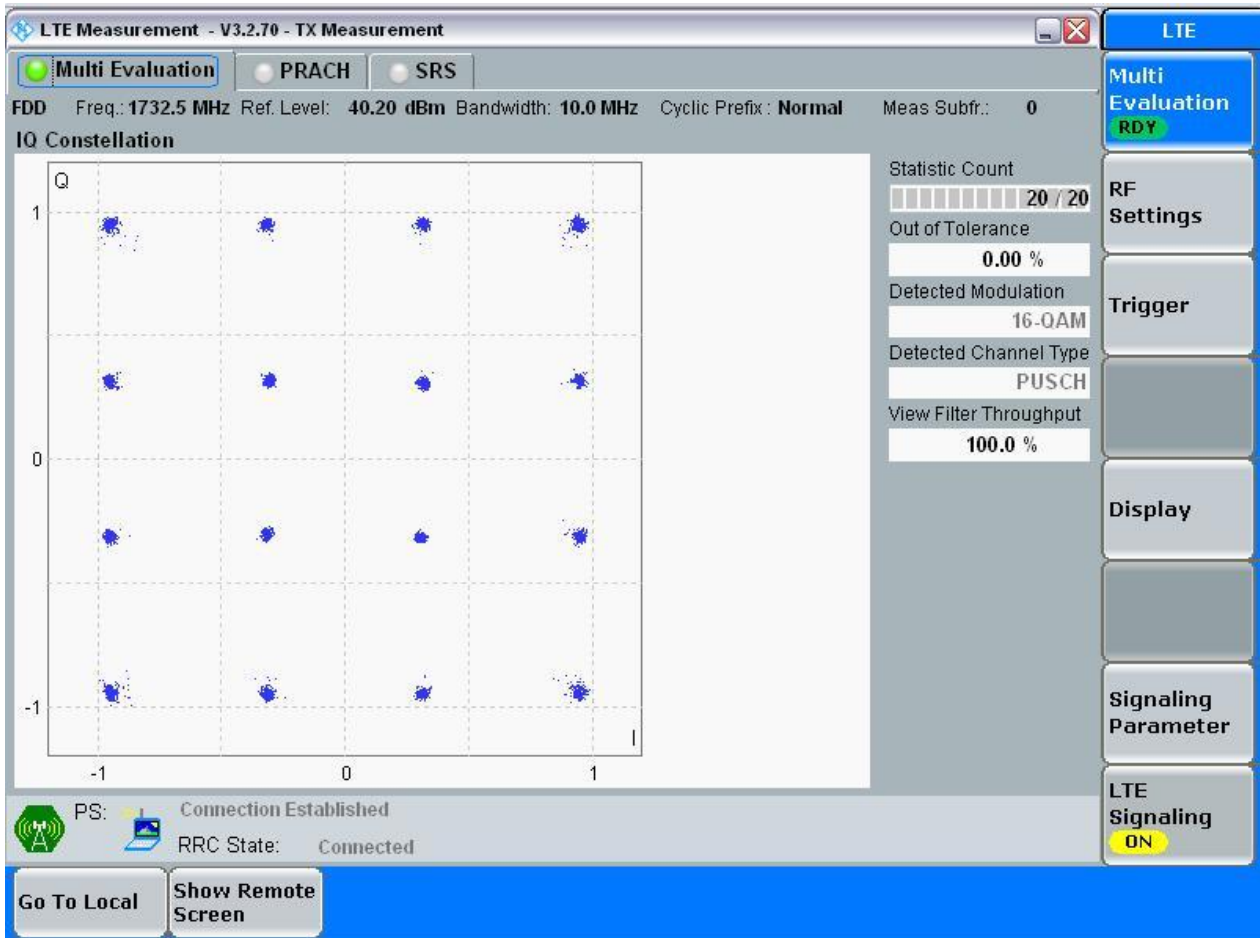 LTE Measurement - V3.2.70 - TX Measurement
LTE
Multi Evaluation PRACH SRS
FDD Freq.: 1732.5 MHz Ref. Level: 40.20 dBm Bandwidth: 10.0 MHz Cyclic Prefix : Normal Meas Subfr.: 0
IQ Constellation
Q
1
0
-1
I
-1 0 1
Statistic Count
20 / 20
Out of Tolerance
0.00 %
Detected Modulation
16-QAM
Detected Channel Type
PUSCH
View Filter Throughput
100.0 %
Multi
Evaluation
RDY
RF
Settings
Trigger
Display
Signaling
Parameter
LTE
Signaling
ON
PS: Connection Established
RRC State: Connected
Go To Local
Show Remote
Screen